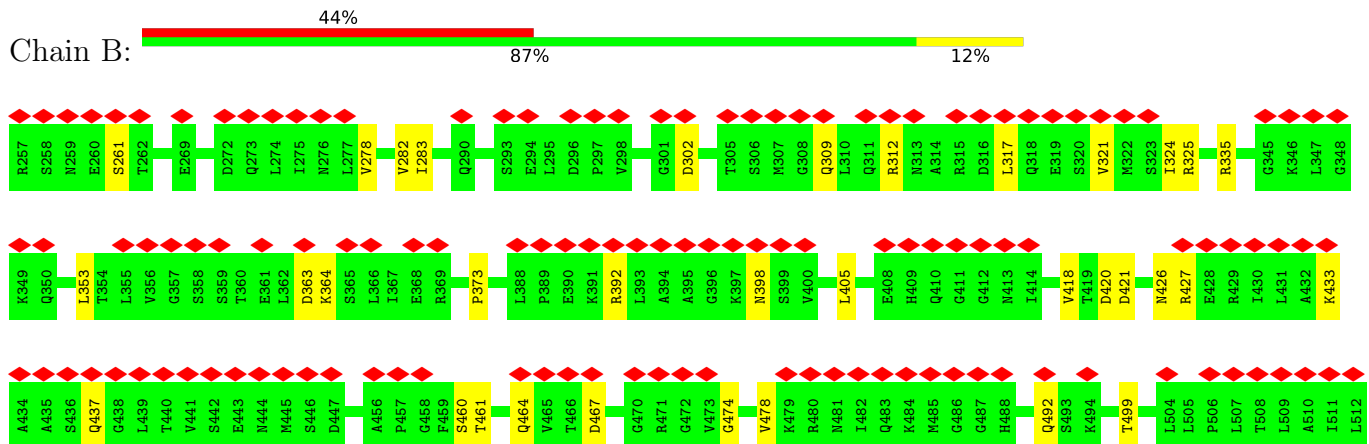 44%
Chain B:
87% 12%
R257 S258 N259 E260 S261 T262 E269 D272 Q273 L274 I275 N276 L277 V278 V282 I283 Q290 S293 E294 L295 D296 P297 V298 G301 D302 T305 S306 M307 G308 Q309 L310 Q311 R312 N313 A314 R315 D316 L317 Q318 E319 S320 V321 M322 S323 I324 R325 R335 G345 K346 L347 G348
K349 Q350 L353 T354 L355 V356 G357 S358 S359 T360 E361 L362 D363 K364 S365 L366 I367 E368 R369 P373 L388 P389 E390 K391 R392 L393 A394 A395 G396 K397 N398 S399 V400 L405 E408 H409 Q410 G411 G412 N413 I414 V418 T419 D420 D421 N426 R427 E428 R429 I430 L431 A432 K433
A434 A435 S436 Q437 G438 L439 T440 V441 S442 E443 N444 M445 S446 D447 A456 P457 G458 F459 S460 T461 Q464 V465 T466 D467 G470 R471 G472 V473 G474 V478 K479 R480 N481 I482 Q483 K484 M485 G486 G487 H488 Q492 S493 K494 T499 L504 L505 P506 L507 T508 L509 A510 I511 L512